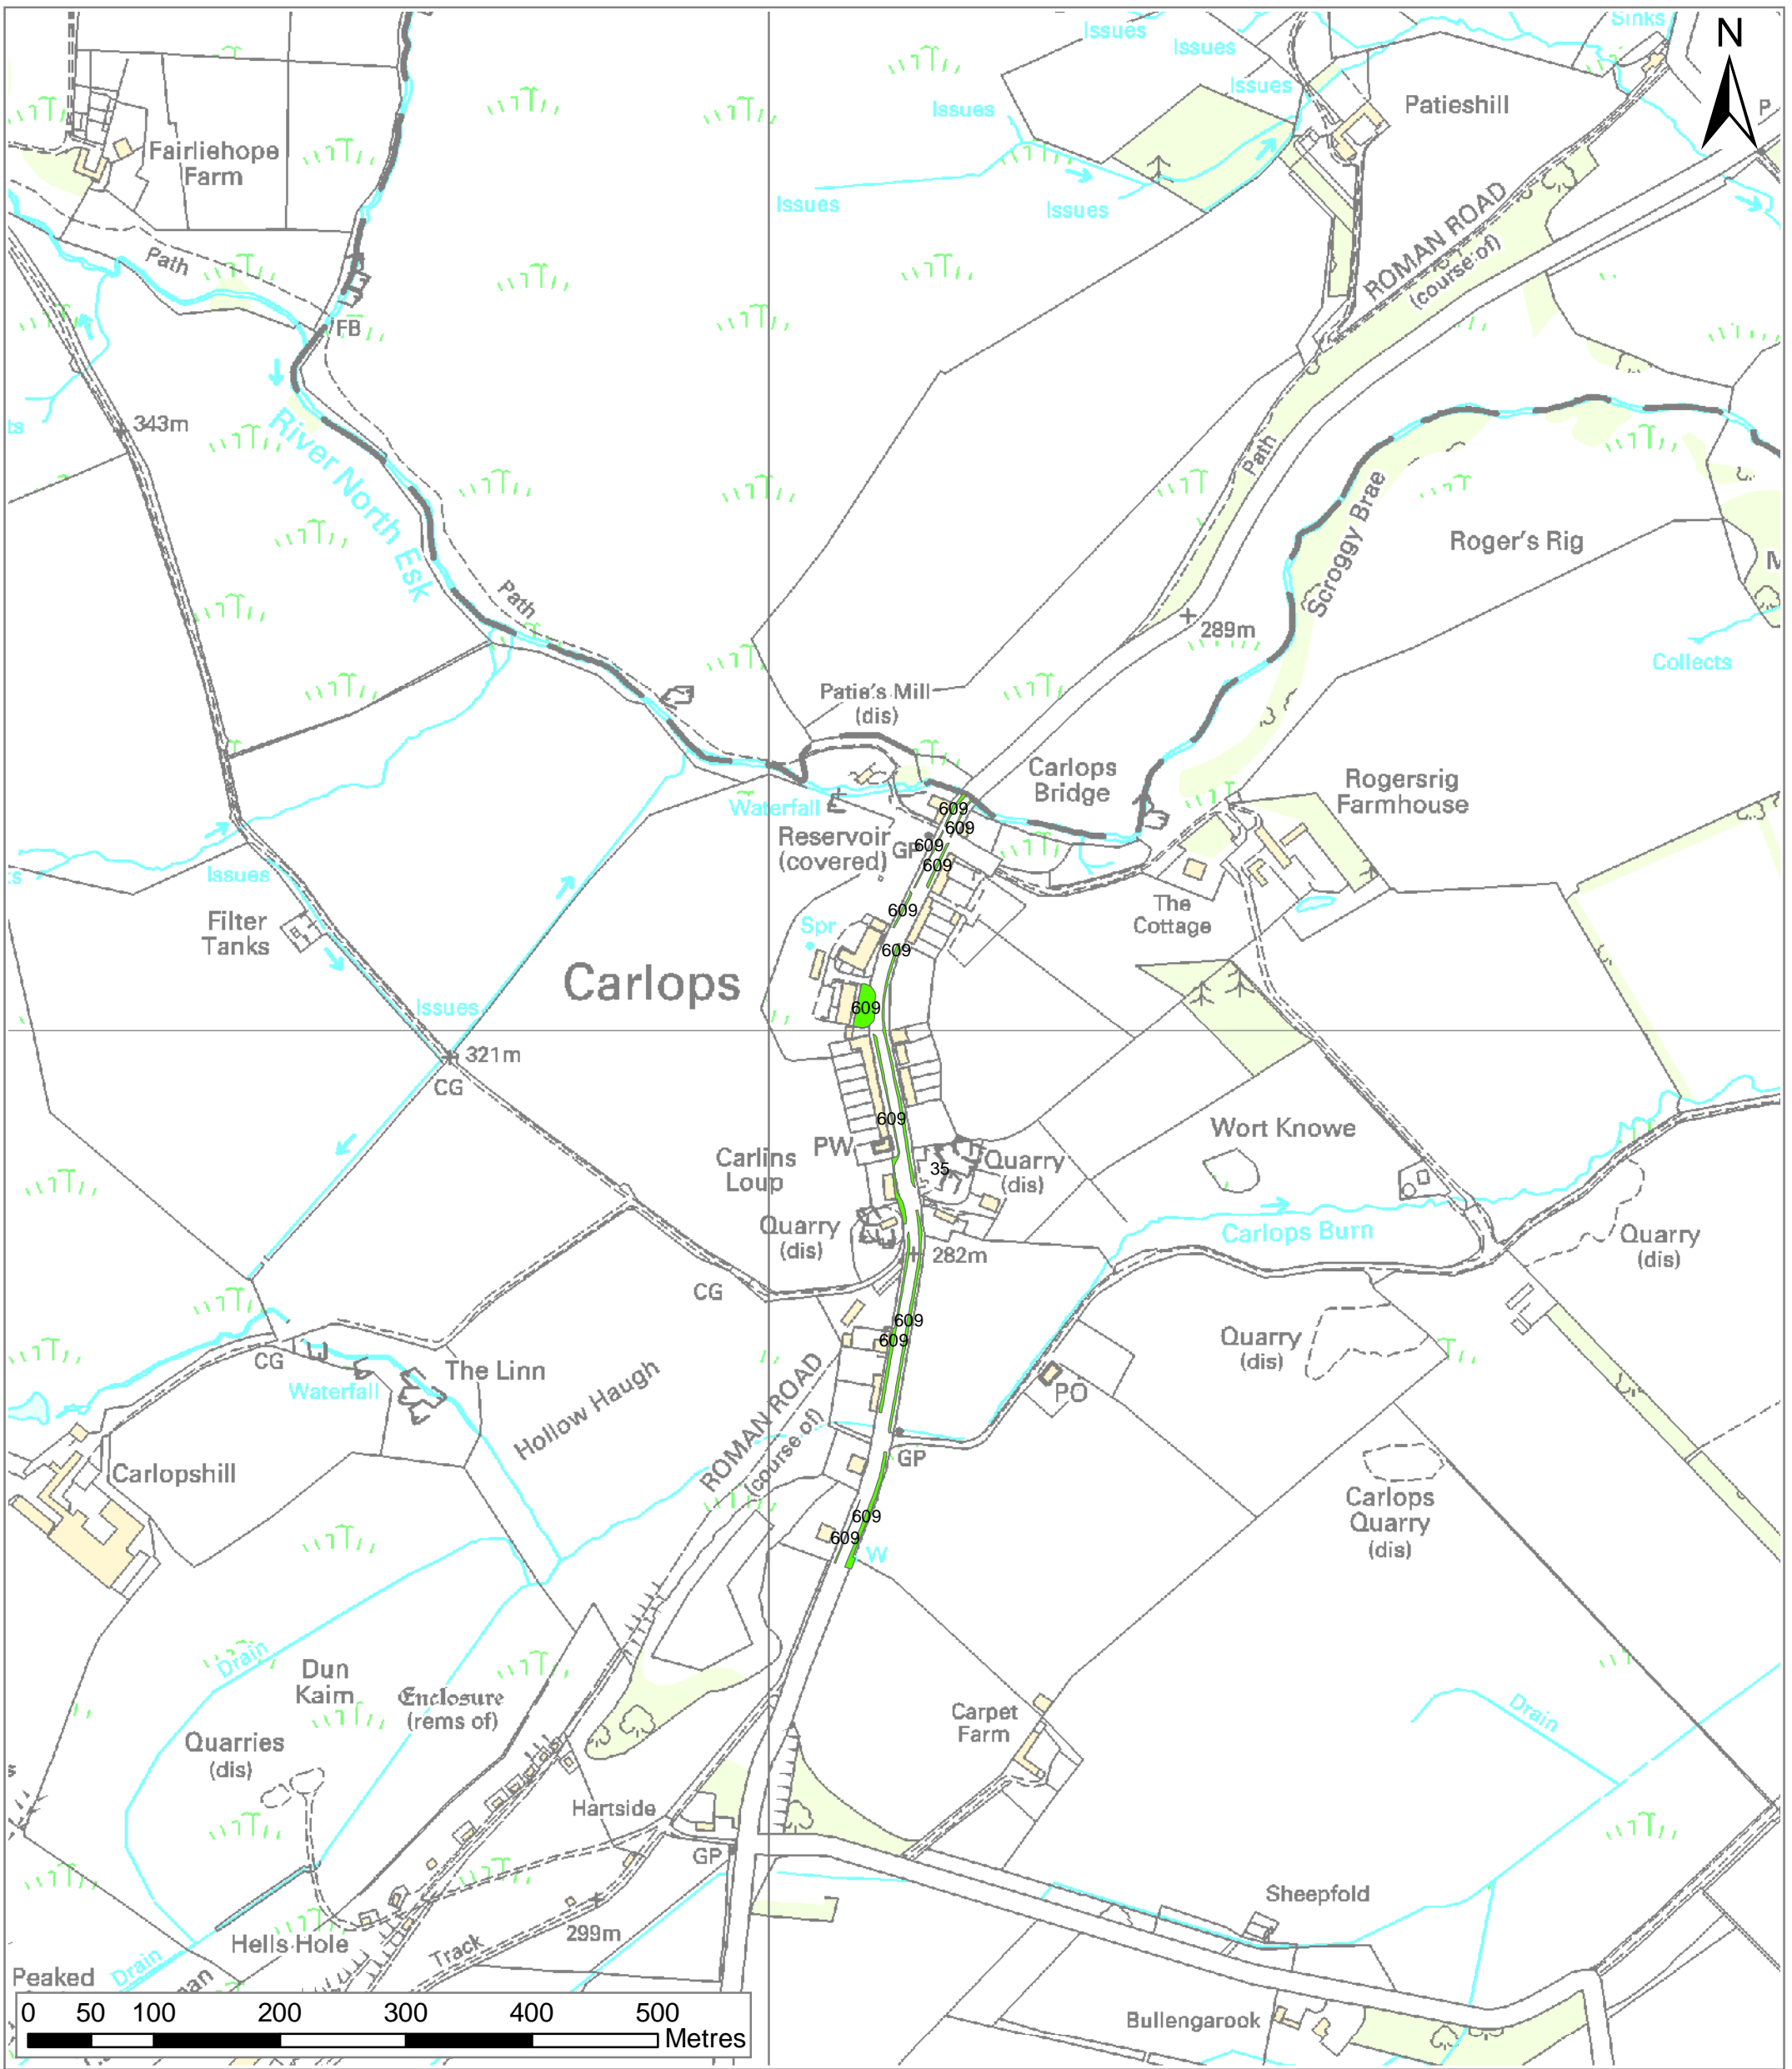 Issues
Issues
Sinks
N
Issues
Issues
Patieshill
P
Fairliehope
Farm
Issues
Issues
ROMAN ROAD
(course of)
Path
FB
343m
River North Esk
Path
Path
Scroggy Brae
Roger's Rig
289m
Collects
Patie's Mill
(dis)
Carlops
Bridge
Rogersrig
Farmhouse
Waterfall
609
609
Reservoir
(covered)
GP
609
609
Issues
The
Cottage
609
Filter
Tanks
Spr
609
Carlops
Issues
609
321m
CG
609
Wort Knowe
PW
Carlins
Loup
35
Quarry
(dis)
Quarry
(dis)
Carlops Burn
Quarry
(dis)
282m
CG
609
609
Quarry
(dis)
CG
The Linn
Waterfall
PO
Hollow Haugh
ROMAN ROAD
(course of)
GP
Carlopshill
Carlops
Quarry
(dis)
609
609
W
Drain
Dun
Kaim
Enclosure
(rems of)
Carpet
Farm
Drain
Quarries
(dis)
Hartside
GP
Sheepfold
299m
Hells Hole
Track
Peaked
Drain
Bullengarook
0 50 100 200 300 400 500
Metres